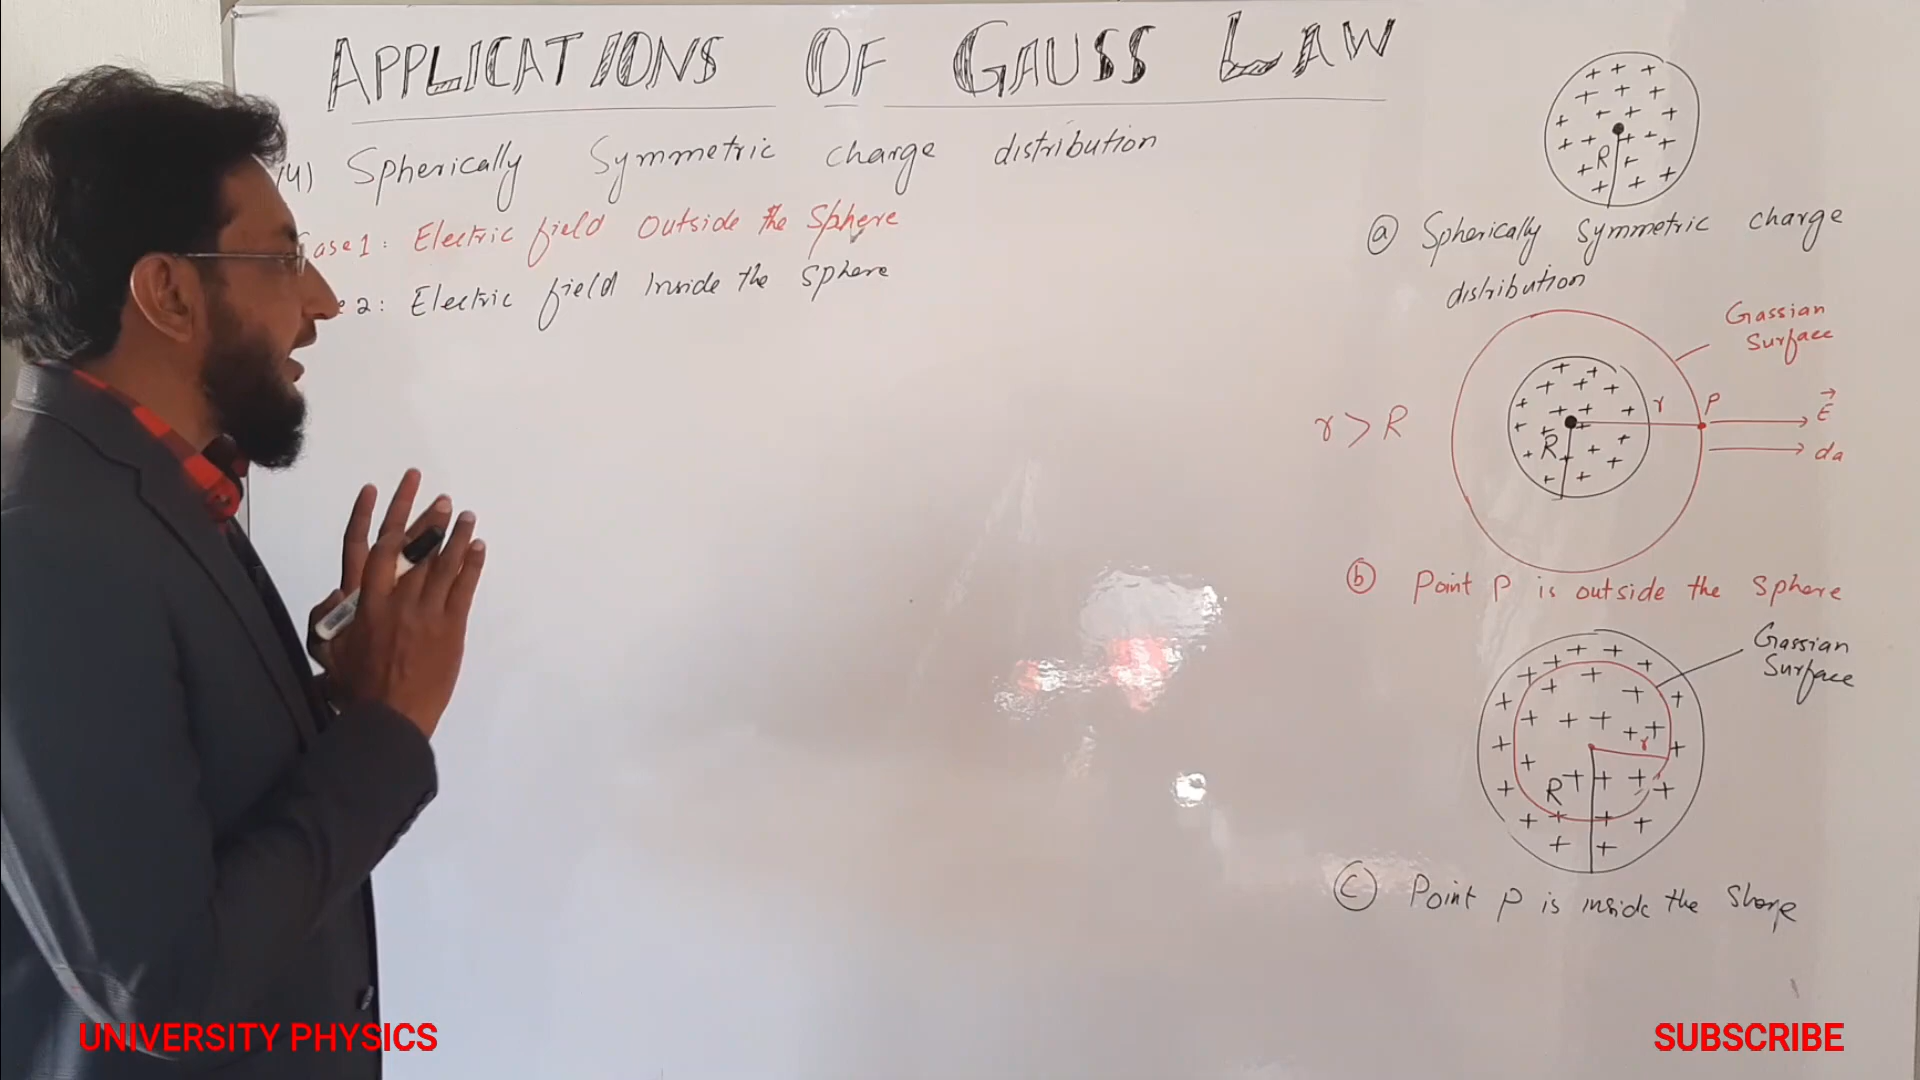 APPLICATIONS OF GAUSS LAW
4) Spherically Symmetric charge distribution
Case 1: Electric field Outside the Sphere
e 2: Electric field Inside the Sphere
R
(a) Spherically Symmetric charge
distribution
Gassian
Surface
r > R
R
r
P
E
da
(b) Point P is outside the Sphere
Gassian
Surface
r
R
(c) Point P is inside the
UNIVERSITY PHYSICS
SUBSCRIBE